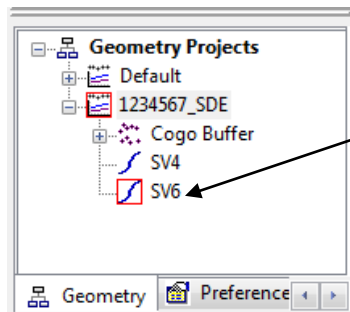 Geometry Projects
Default
1234567_SDE
Cogo Buffer
SV4
SV6
Geometry Preference